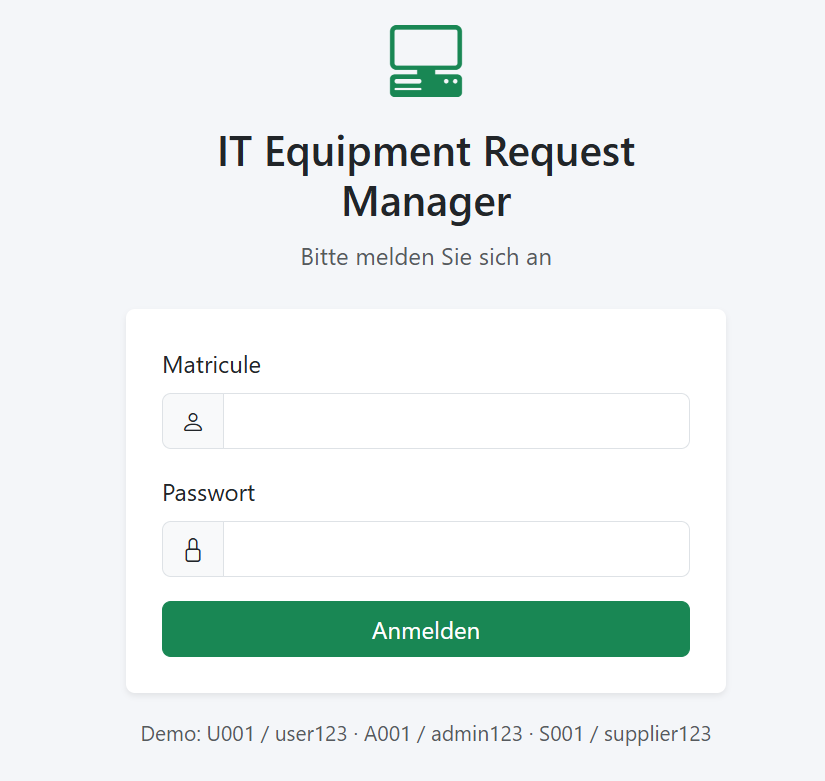 IT Equipment Request
Manager
Bitte melden Sie sich an
Matricule
Passwort
Anmelden
Demo: U001 / user123 · A001 / admin123 · S001 / supplier123